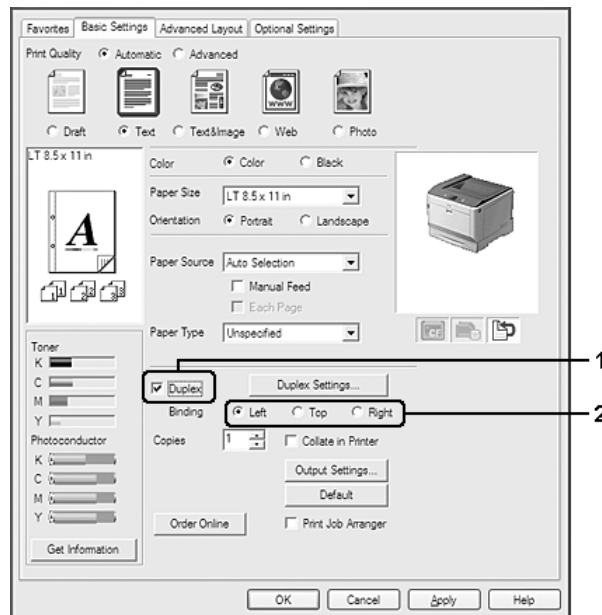 Favorites Basic Settings Advanced Layout Optional Settings
Print Quality Automatic Advanced
Draft Text Text&Image Web Photo
LT 8.5 x 11 in
Color Color Black
Paper Size LT 8.5 x 11 in
Orientation Portrait Landscape
A
Paper Source Auto Selection
Manual Feed
Each Page
Paper Type Unspecified
Toner
K
C
M
Y
Photoconductor
K
C
M
Y
Get Information
Duplex Duplex Settings...
Binding Left Top Right
Copies 1 Collate in Printer
Output Settings...
Default
Order Online Print Job Arranger
OK Cancel Apply Help
1
2